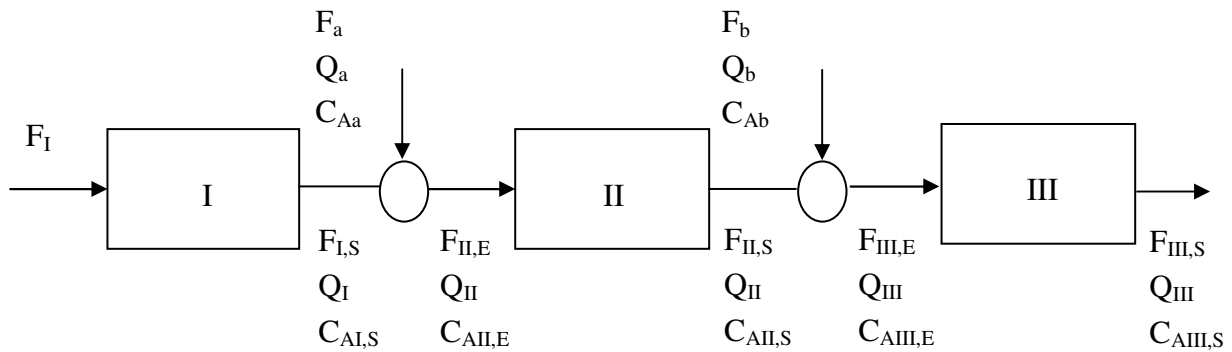 F_a
Q_a
C_Aa
F_b
Q_b
C_Ab
F_I
I
II
III
F_I,S
Q_I
C_AI,S
F_II,E
Q_II
C_AII,E
F_II,S
Q_II
C_AII,S
F_III,E
Q_III
C_AIII,E
F_III,S
Q_III
C_AIII,S